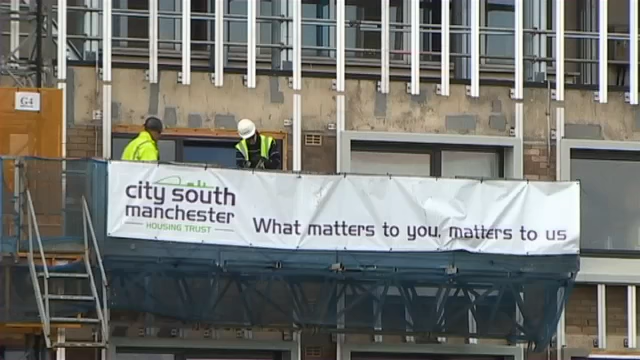 G4
city south
manchester
HOUSING TRUST
What matters to you, matters to us